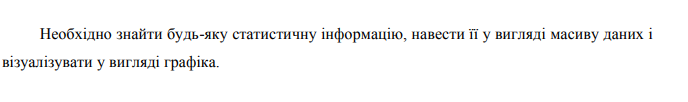 Необхідно знайти будь-яку статистичну інформацію, навести її у вигляді масиву даних і
візуалізувати у вигляді графіка.